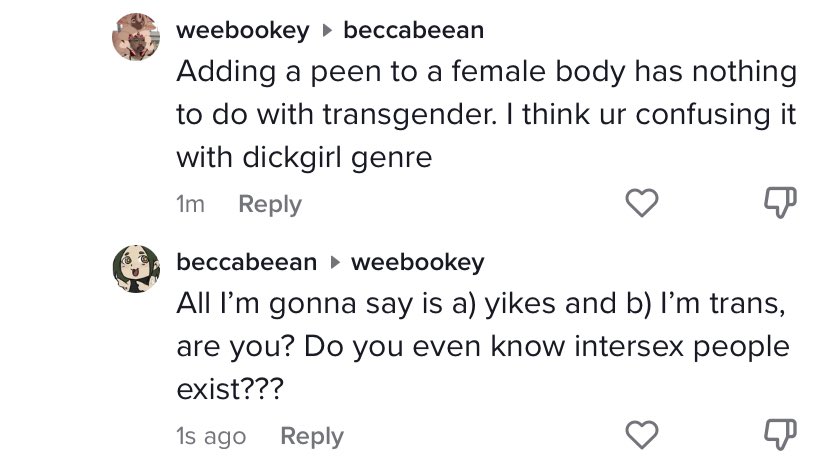 weebookey ▸ beccabeean
Adding a peen to a female body has nothing
to do with transgender. I think ur confusing it
with dickgirl genre
1m Reply
beccabeean ▸ weebookey
All I’m gonna say is a) yikes and b) I’m trans,
are you? Do you even know intersex people
exist???
1s ago Reply